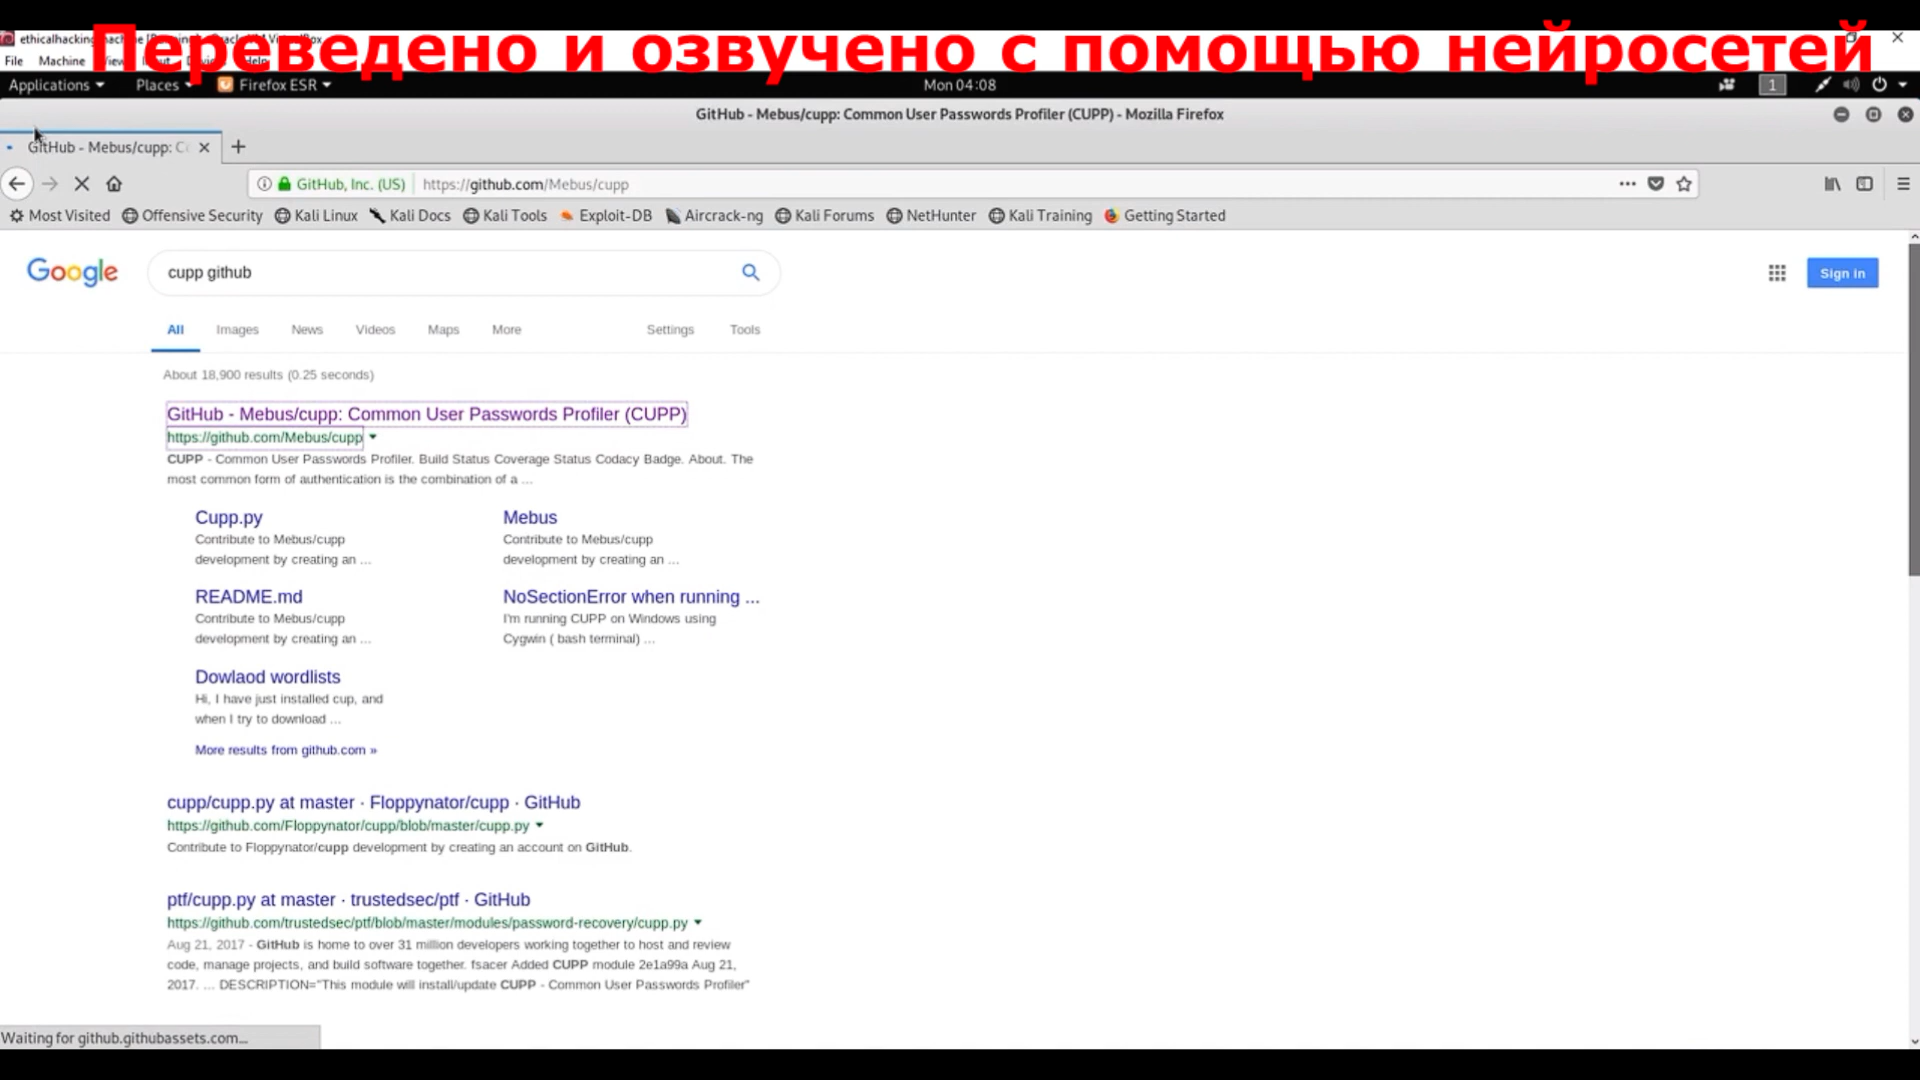 Переведено и озвучено с помощью нейросетей
ethicalhacking
File Machine Help
Applications Places Firefox ESR Mon 04:08 1
GitHub - Mebus/cupp: Common User Passwords Profiler (CUPP) - Mozilla Firefox
GitHub - Mebus/cupp: Co
GitHub, Inc. (US) https://github.com/Mebus/cupp
Most Visited Offensive Security Kali Linux Kali Docs Kali Tools Exploit-DB Aircrack-ng Kali Forums NetHunter Kali Training Getting Started
Google cupp github Sign in
All Images News Videos Maps More Settings Tools
About 18,900 results (0.25 seconds)
GitHub - Mebus/cupp: Common User Passwords Profiler (CUPP)
https://github.com/Mebus/cupp
CUPP - Common User Passwords Profiler. Build Status Coverage Status Codacy Badge. About. The
most common form of authentication is the combination of a ...
Cupp.py
Contribute to Mebus/cupp
development by creating an ...
Mebus
Contribute to Mebus/cupp
development by creating an ...
README.md
Contribute to Mebus/cupp
development by creating an ...
NoSectionError when running ...
I'm running CUPP on Windows using
Cygwin ( bash terminal) ...
Dowlaod wordlists
Hi, I have just installed cup, and
when I try to download ...
More results from github.com »
cupp/cupp.py at master · Floppynator/cupp · GitHub
https://github.com/Floppynator/cupp/blob/master/cupp.py
Contribute to Floppynator/cupp development by creating an account on GitHub.
ptf/cupp.py at master · trustedsec/ptf · GitHub
https://github.com/trustedsec/ptf/blob/master/modules/password-recovery/cupp.py
Aug 21, 2017 - GitHub is home to over 31 million developers working together to host and review
code, manage projects, and build software together. fsacer Added CUPP module 2e1a99a Aug 21,
2017. ... DESCRIPTION="This module will install/update CUPP - Common User Passwords Profiler"
Waiting for github.githubassets.com...